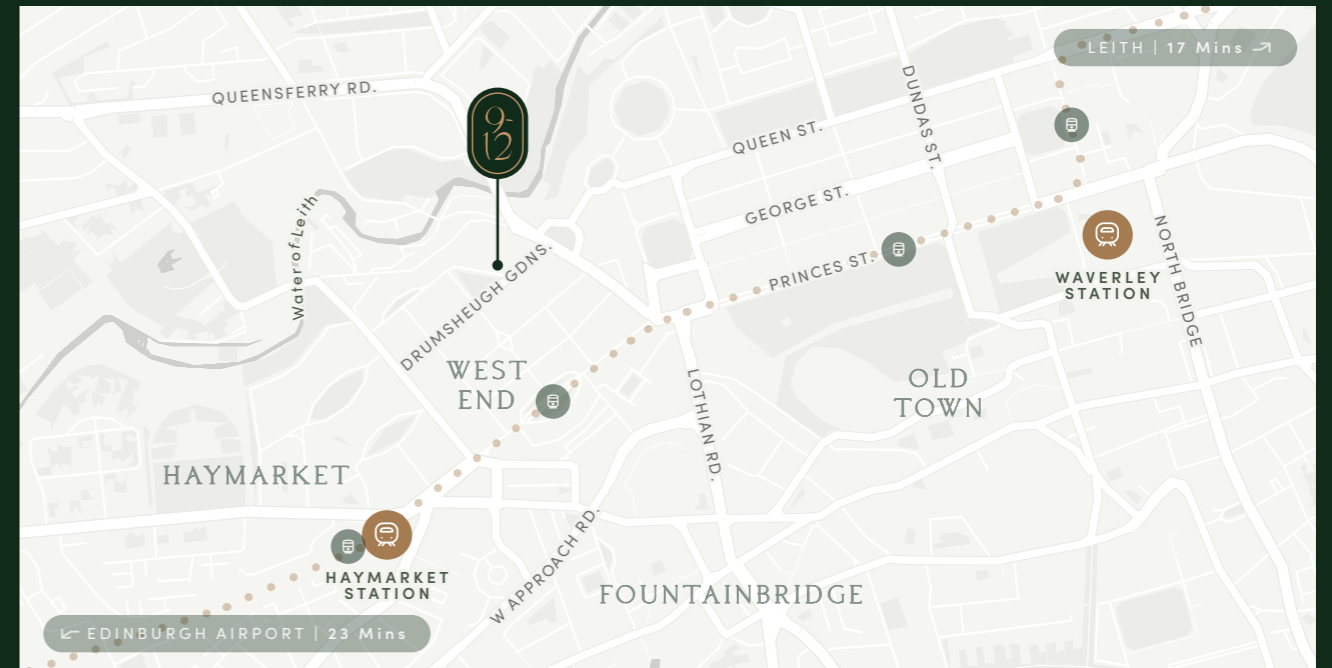 LEITH | 17 Mins
QUEENSFERRY RD.
9-
12
DUNDAS ST.
QUEEN ST.
GEORGE ST.
Water of Leith
PRINCES ST.
NORTH BRIDGE
WAVERLEY
STATION
DRUMSHEUGH GDNS.
WEST
END
LOTHIAN RD.
OLD
TOWN
HAYMARKET
W APPROACH RD.
HAYMARKET
STATION
FOUNTAINBRIDGE
EDINBURGH AIRPORT | 23 Mins